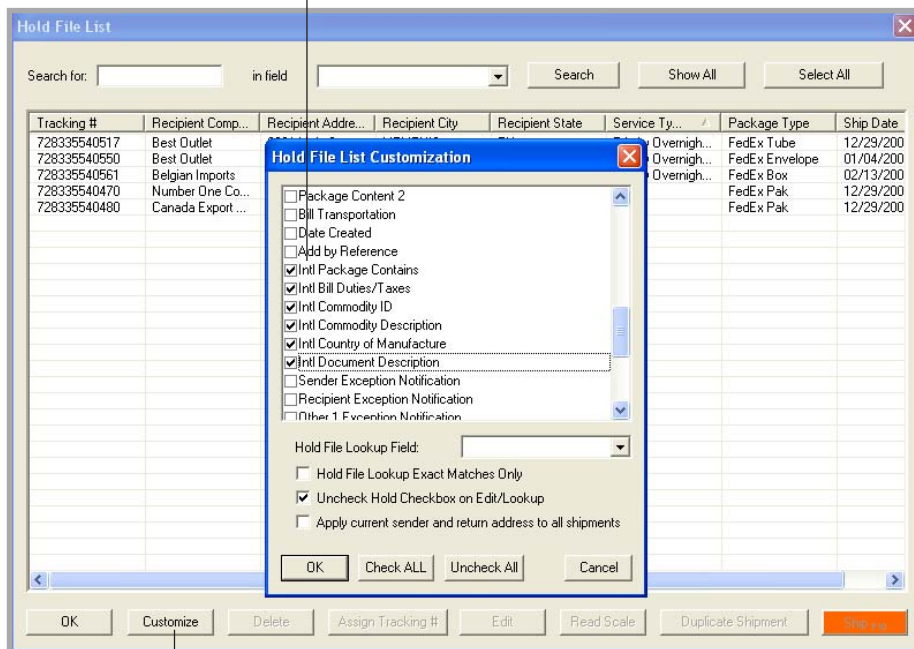 Hold File List
Search for: in field Search Show All Select All
Tracking # Recipient Comp... Recipient Addre... Recipient City Recipient State Service Ty... Package Type Ship Date
728335540517 Best Outlet FedEx Tube 12/29/200
728335540550 Best Outlet Overnigh... FedEx Envelope 01/04/200
728335540561 Belgian Imports Overnigh... FedEx Box 02/13/200
728335540470 Number One Co... FedEx Pak 12/29/200
728335540480 Canada Export ... FedEx Pak 12/29/200
Hold File List Customization
Package Content 2
Bill Transportation
Date Created
Add by Reference
Intl Package Contains
Intl Bill Duties/Taxes
Intl Commodity ID
Intl Commodity Description
Intl Country of Manufacture
Intl Document Description
Sender Exception Notification
Recipient Exception Notification
Other 1 Exception Notification
Hold File Lookup Field:
Hold File Lookup Exact Matches Only
Uncheck Hold Checkbox on Edit/Lookup
Apply current sender and return address to all shipments
OK Check ALL Uncheck All Cancel
OK Customize Delete Assign Tracking # Edit Read Scale Duplicate Shipment Ship